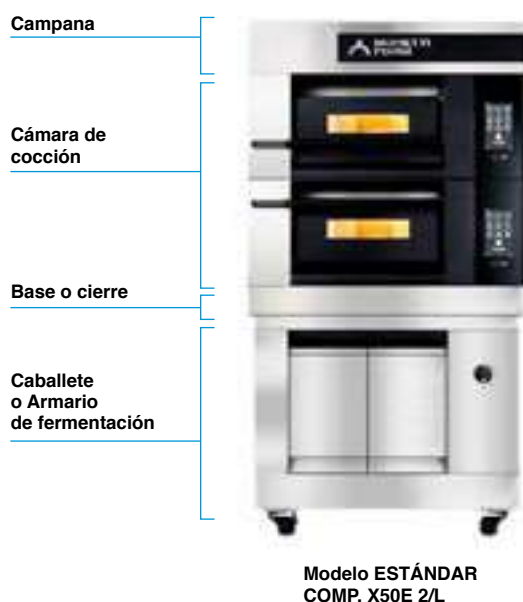 Campana
Cámara de
cocción
Base o cierre
Caballete
o Armario
de fermentación
Modelo ESTÁNDAR
COMP. X50E 2/L